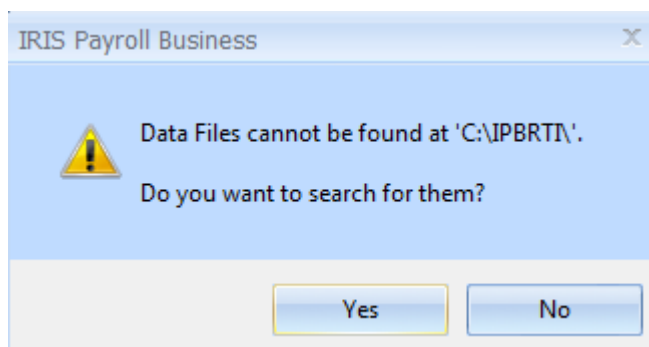 IRIS Payroll Business
Data Files cannot be found at 'C:\IPBRTI\'.
Do you want to search for them?
Yes
No